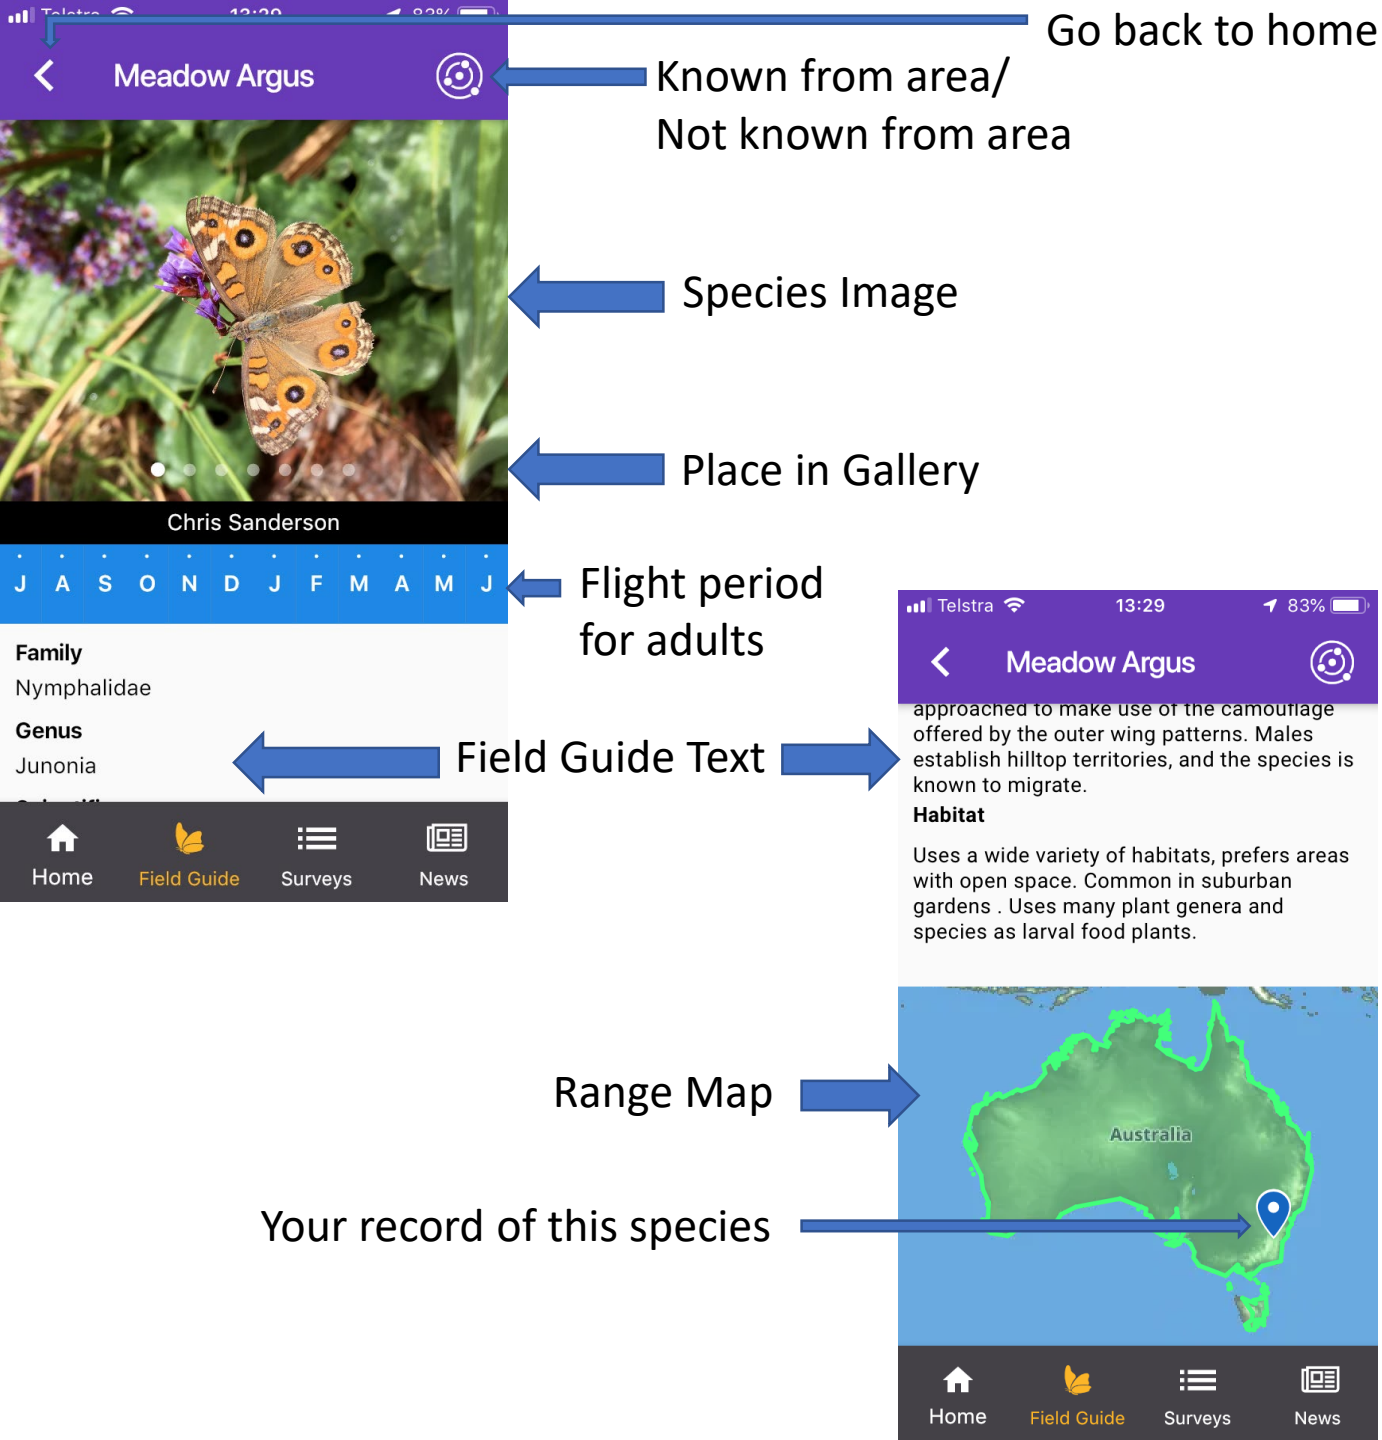 Telstra 13:29 83%
Go back to home
Meadow Argus
Known from area/
Not known from area
Species Image
Place in Gallery
Chris Sanderson
J A S O N D J F M A M J
Flight period
for adults
Family
Nymphalidae
Genus
Junonia
Field Guide Text
Home Field Guide Surveys News
Telstra 13:29 83%
Meadow Argus
approached to make use of the camouflage
offered by the outer wing patterns. Males
establish hilltop territories, and the species is
known to migrate.
Habitat
Uses a wide variety of habitats, prefers areas
with open space. Common in suburban
gardens . Uses many plant genera and
species as larval food plants.
Range Map
Australia
Your record of this species
Home Field Guide Surveys News